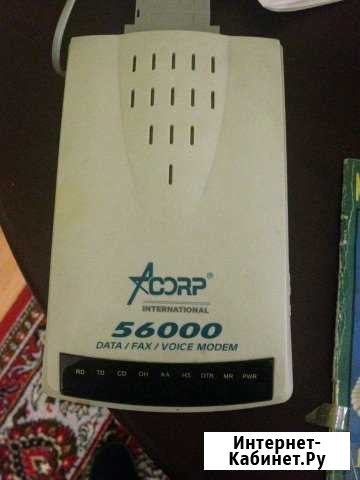 ACORP®
INTERNATIONAL
56000
DATA / FAX / VOICE MODEM
RD TD CD OH AA HS DTR MR PWR
Интернет-
Кабинет.Ру